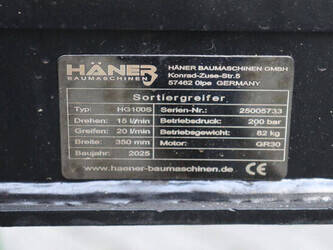 HÄNER
BAUMASCHINEN
HÄNER BAUMASCHINEN GMBH
Konrad-Zuse-Str.5
57462 Olpe GERMANY
Sortiergreifer
Typ: HG100S Serien-Nr.: 25005733
Drehen: 15 l/min Betriebsdruck: 200 bar
Greifen: 20 l/min Betriebsgewicht: 82 kg
Breite: 350 mm Motor: GR30
Baujahr: 2025
www.haener-baumaschinen.de CE